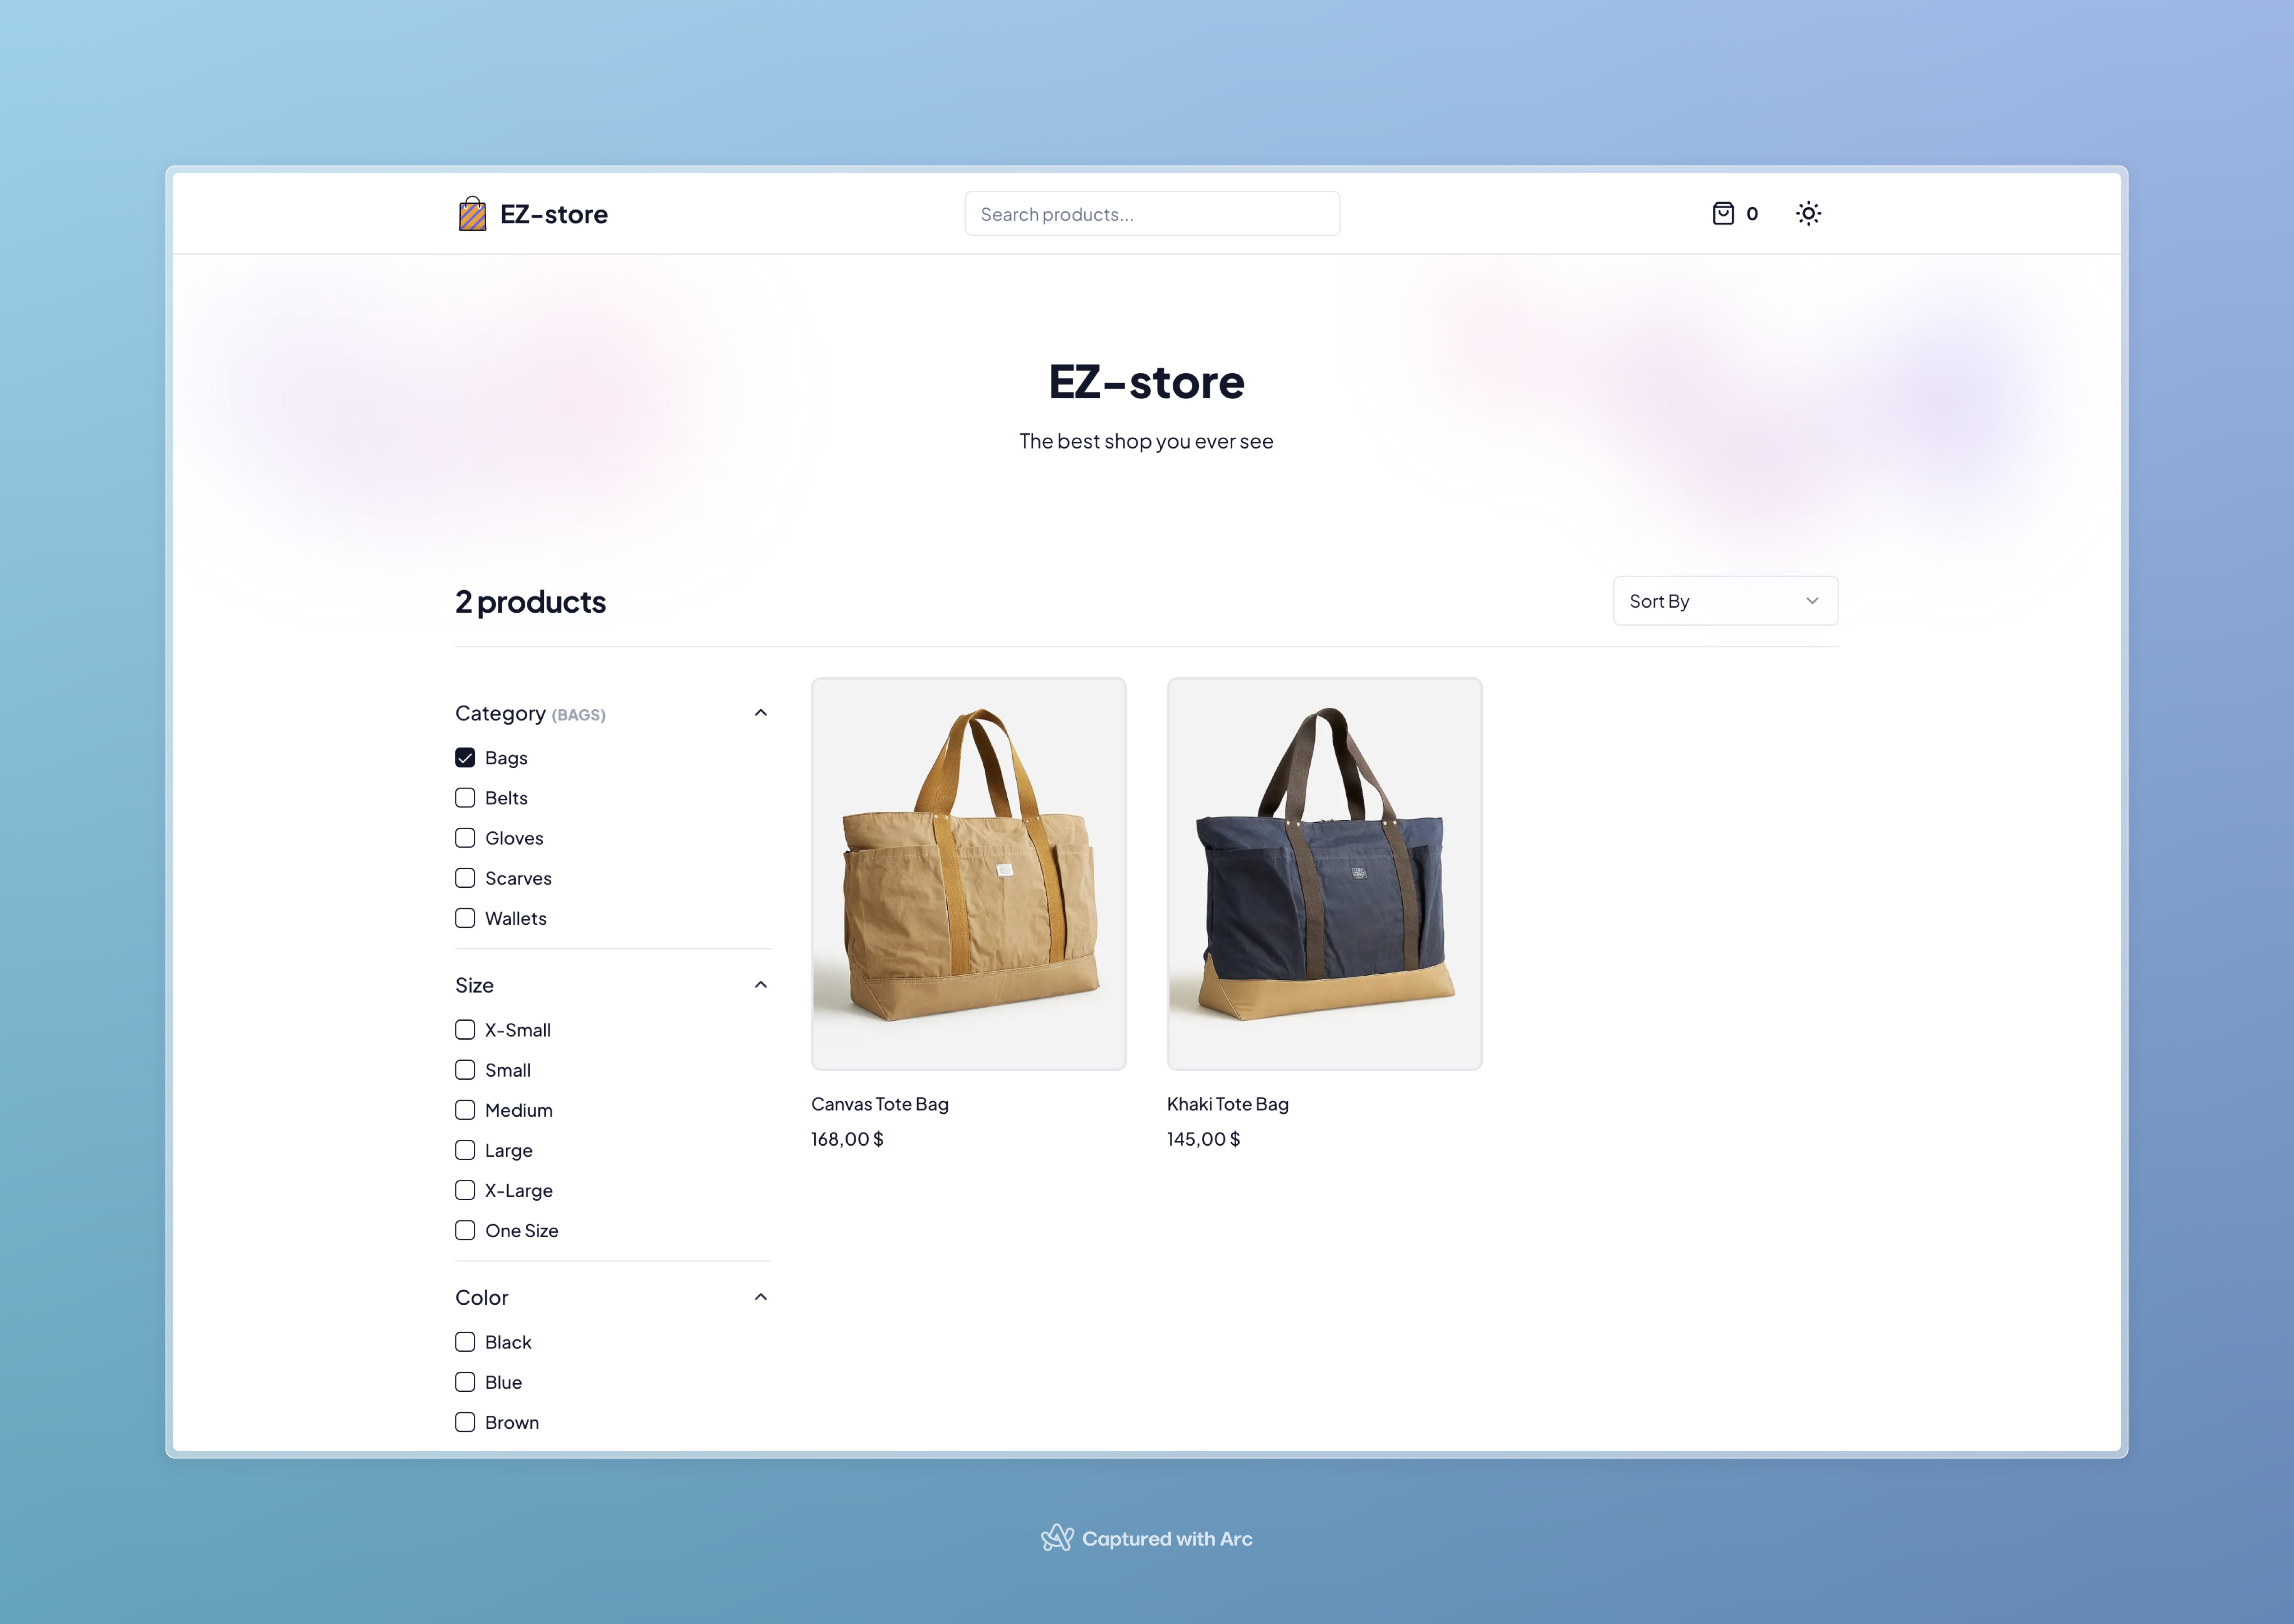 EZ-store
Search products...
0
EZ-store
The best shop you ever see
2 products
Sort By
Category (BAGS)
Bags
Belts
Gloves
Scarves
Wallets
Size
X-Small
Small
Medium
Large
X-Large
One Size
Color
Black
Blue
Brown
Canvas Tote Bag
168,00 $
Khaki Tote Bag
145,00 $
Captured with Arc